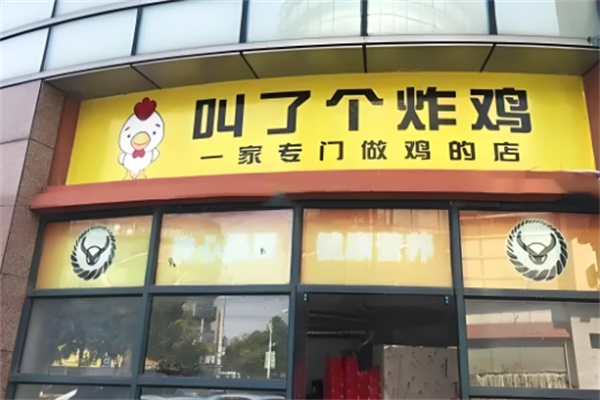 叫了个炸鸡
一家专门做鸡的店
健康营养